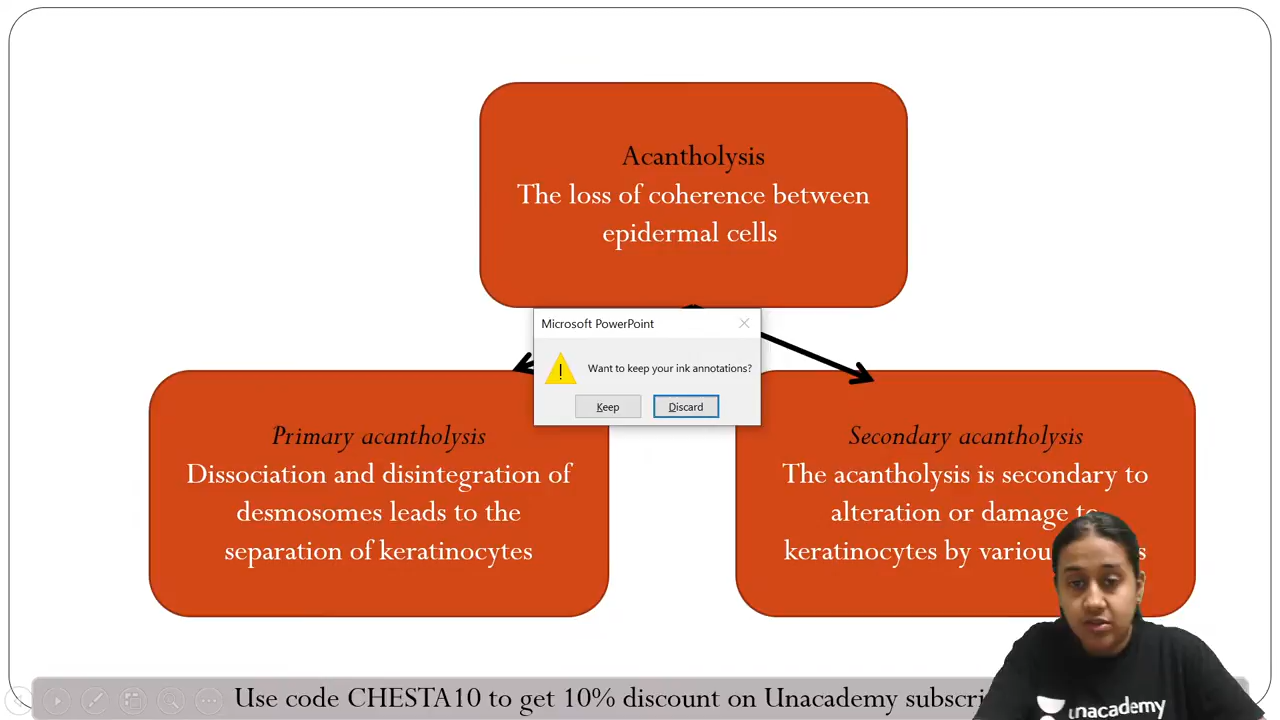 Acantholysis
The loss of coherence between
epidermal cells
Microsoft PowerPoint
Want to keep your ink annotations?
Keep
Discard
Primary acantholysis
Dissociation and disintegration of
desmosomes leads to the
separation of keratinocytes
Secondary acantholysis
The acantholysis is secondary to
alteration or damage to
keratinocytes by
Use code CHESTA10 to get 10% discount on Unacademy
unacademy